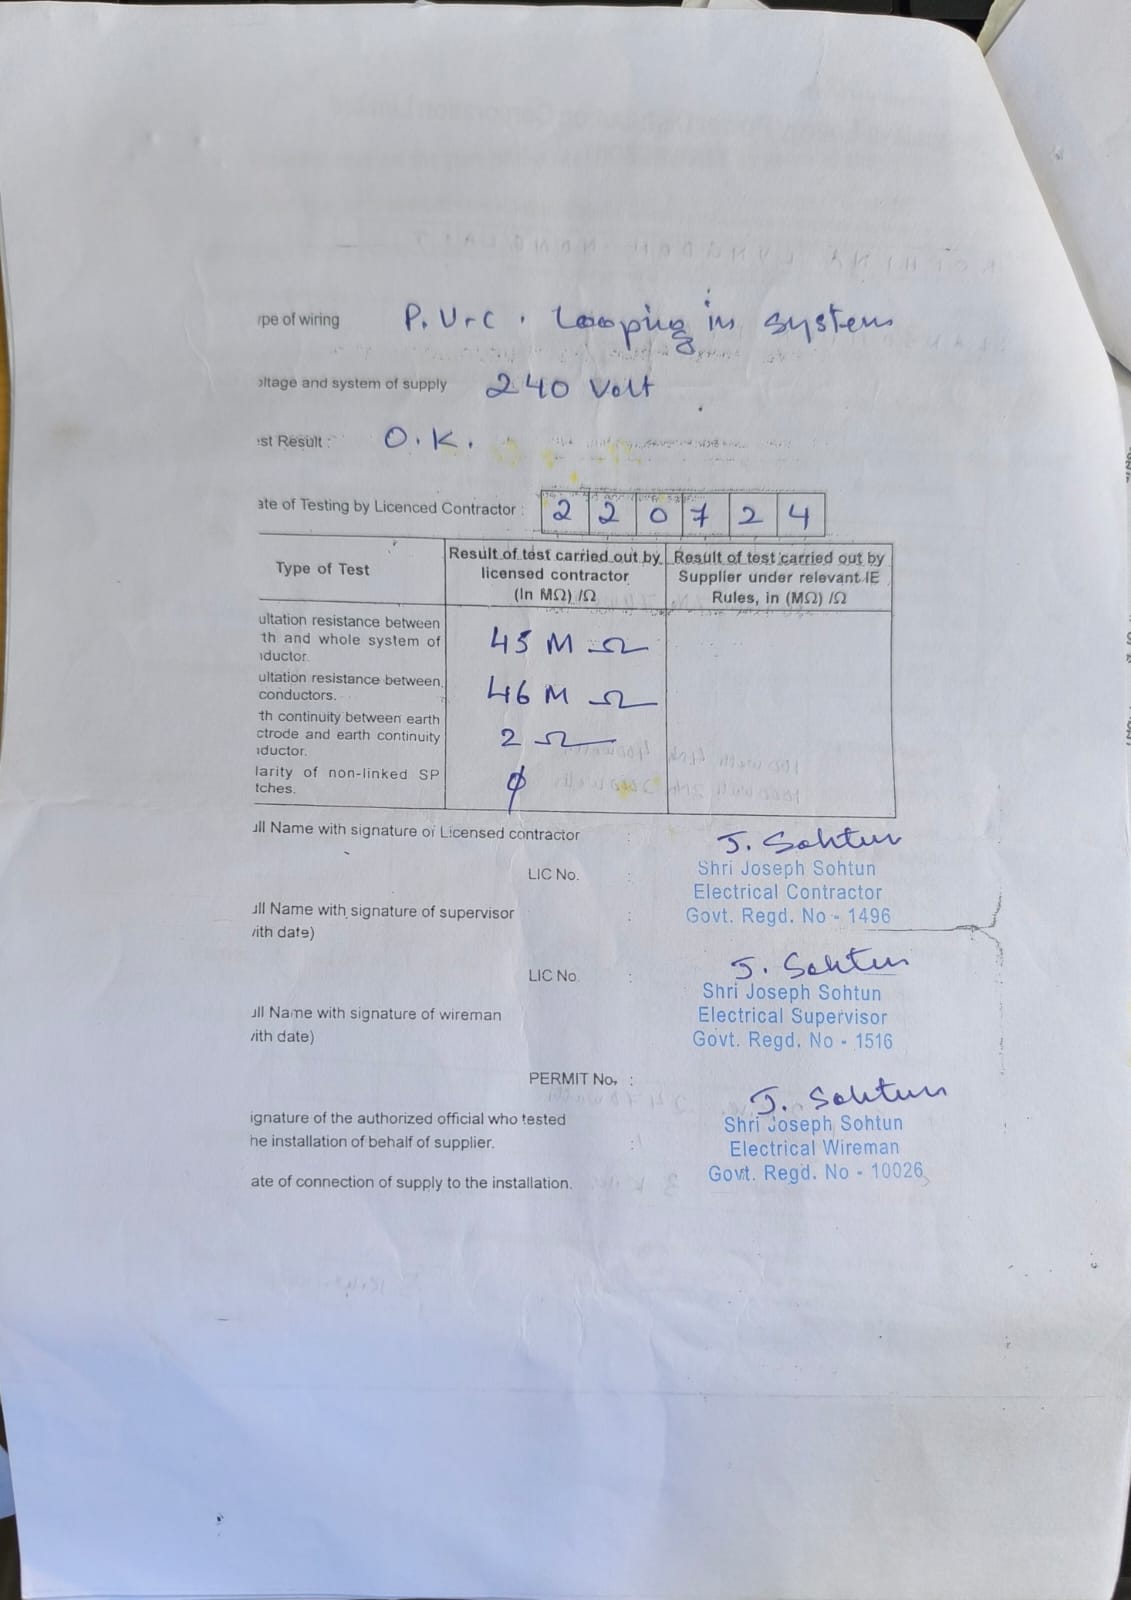 ype of wiring P.V.C. Looping in system
oltage and system of supply 240 Volt
est Result : O.K.
ate of Testing by Licenced Contractor : 2 2 0 7 2 4
Type of Test
Result of test carried out by licensed contractor (In MΩ) /Ω
Result of test carried out by Supplier under relevant IE Rules, in (MΩ) /Ω
ultation resistance between
th and whole system of
ductor.
45 M Ω
ultation resistance between
conductors.
46 M Ω
th continuity between earth
ctrode and earth continuity
ductor.
2 Ω
larity of non-linked SP
tches.
φ
ull Name with signature of Licensed contractor :
J. Sohtun
LIC No. :
Shri Joseph Sohtun
Electrical Contractor
Govt. Regd. No - 1496
ull Name with signature of supervisor :
with date)
J. Sohtun
LIC No. :
Shri Joseph Sohtun
Electrical Supervisor
Govt. Regd. No - 1516
ull Name with signature of wireman
with date)
PERMIT No. :
J. Sohtun
Shri Joseph Sohtun
Electrical Wireman
Govt. Regd. No - 10026
ignature of the authorized official who tested
he installation of behalf of supplier. :
ate of connection of supply to the installation.